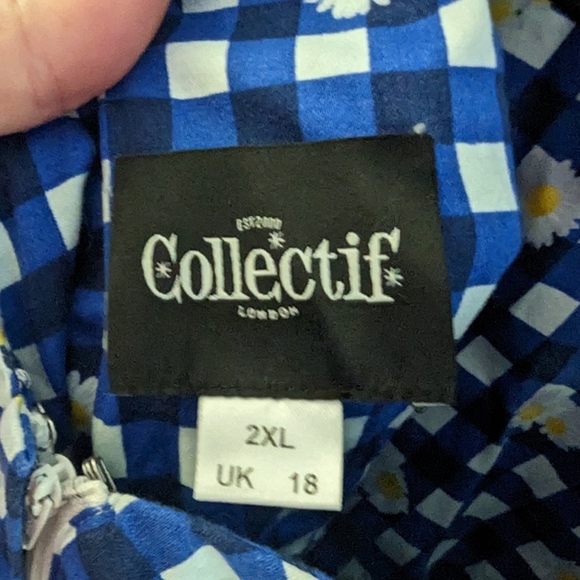 EST.2000
Collectif
LONDON
2XL
UK 18